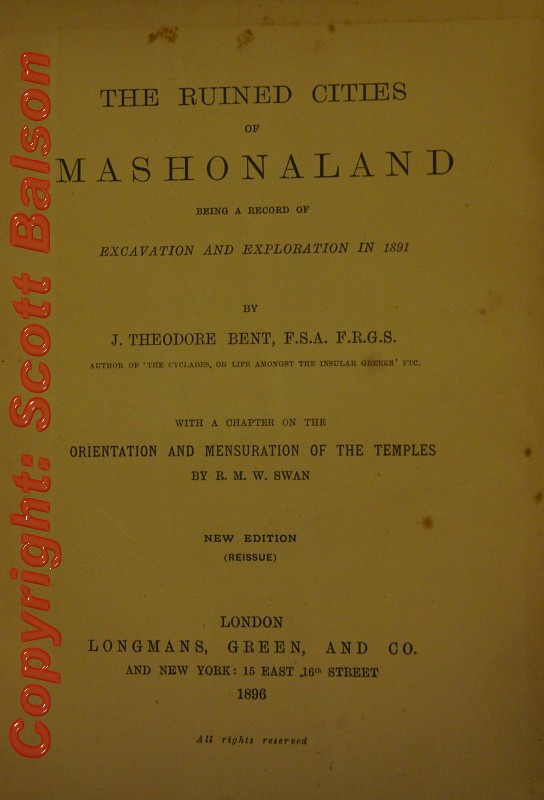 THE RUINED CITIES
OF
MASHONALAND
BEING A RECORD OF
EXCAVATION AND EXPLORATION IN 1891
BY
J. THEODORE BENT, F.S.A. F.R.G.S.
AUTHOR OF 'THE CYCLADES, OR LIFE AMONGST THE INSULAR GREEKS' ETC.
WITH A CHAPTER ON THE
ORIENTATION AND MENSURATION OF THE TEMPLES
BY R. M. W. SWAN
NEW EDITION
(REISSUE)
LONDON
LONGMANS, GREEN, AND CO.
AND NEW YORK: 15 EAST 16th STREET
1896
All rights reserved
Copyright: Scott Balson